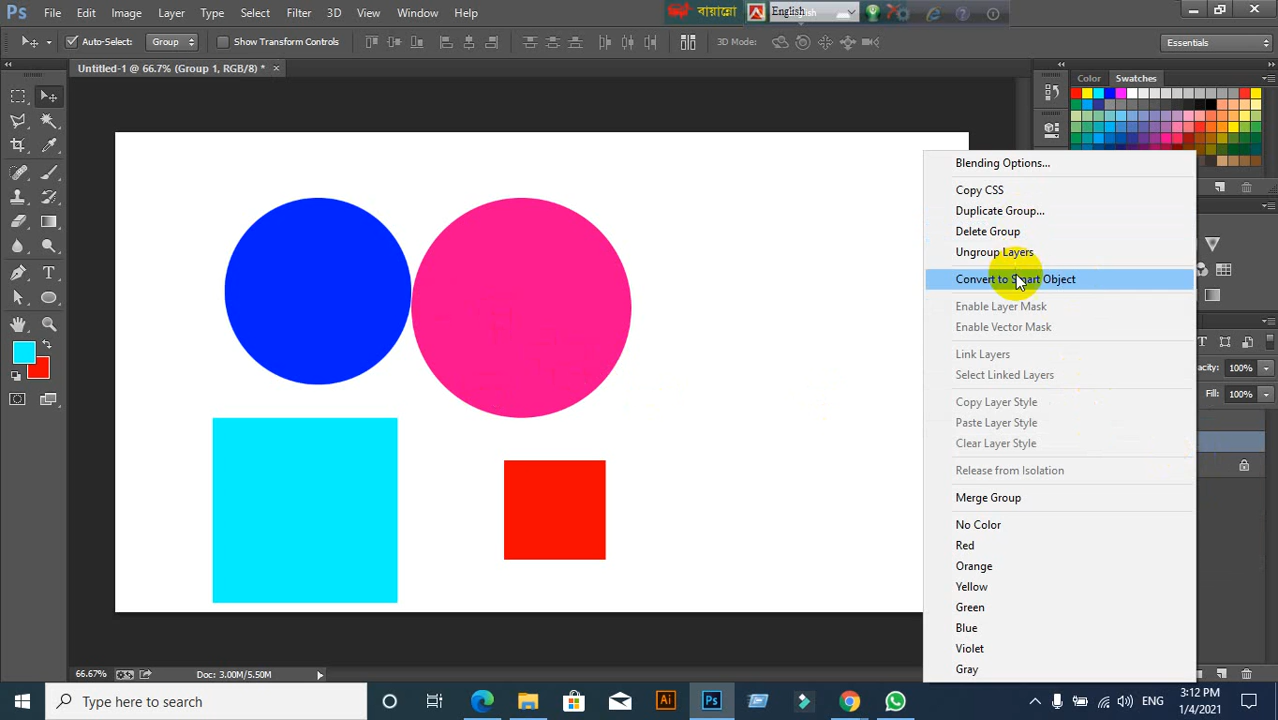 Ps File Edit Image Layer Type Select Filter 3D View Window Help
বায়ান্নো English
Auto-Select: Group Show Transform Controls 3D Mode: Essentials
Untitled-1 @ 66.7% (Group 1, RGB/8) * ×
Color Swatches
Blending Options...
Copy CSS
Duplicate Group...
Delete Group
Ungroup Layers
Convert to Smart Object
Enable Layer Mask
Enable Vector Mask
Link Layers
Select Linked Layers
Copy Layer Style
Paste Layer Style
Clear Layer Style
Release from Isolation
Merge Group
No Color
Red
Orange
Yellow
Green
Blue
Violet
Gray
100%
Fill: 100%
66.67% Doc: 3.00M/5.50M
Type here to search
Ai Ps ENG
3:12 PM
1/4/2021